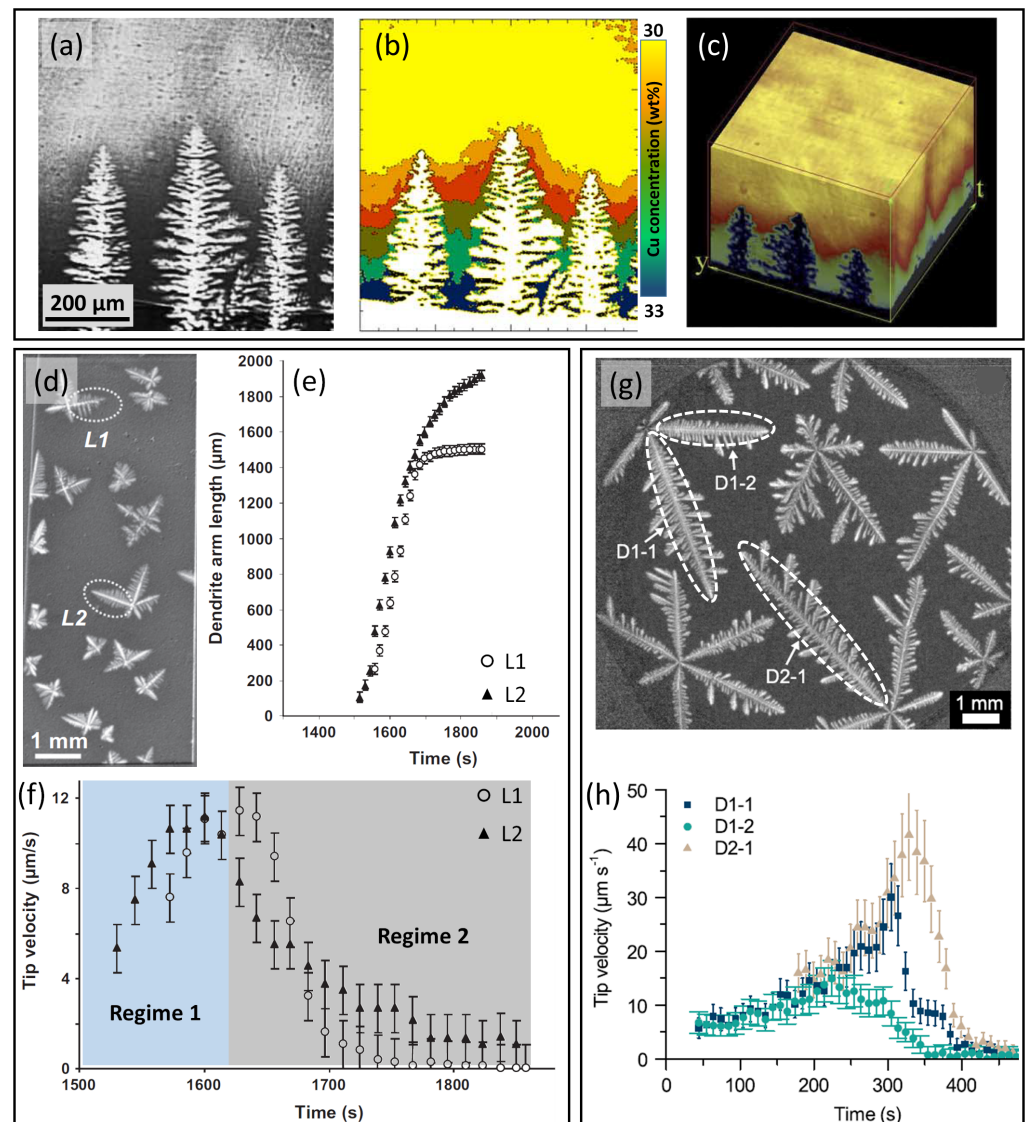 (a)
200 μm
(b)
30
Cu concentration (wt%)
33
(c)
t
y
(d)
L1
L2
1 mm
(e)
2000
1800
1600
1400
1200
1000
800
600
400
200
0
1400 1600 1800 2000
Dendrite arm length (μm)
Time (s)
L1
L2
(f)
12
8
4
0
1500 1600 1700 1800
Tip velocity (μm/s)
Time (s)
Regime 1
Regime 2
L1
L2
(g)
D1-2
D1-1
D2-1
1 mm
(h)
50
40
30
20
10
0
0 100 200 300 400
Tip velocity (μm s⁻¹)
Time (s)
D1-1
D1-2
D2-1